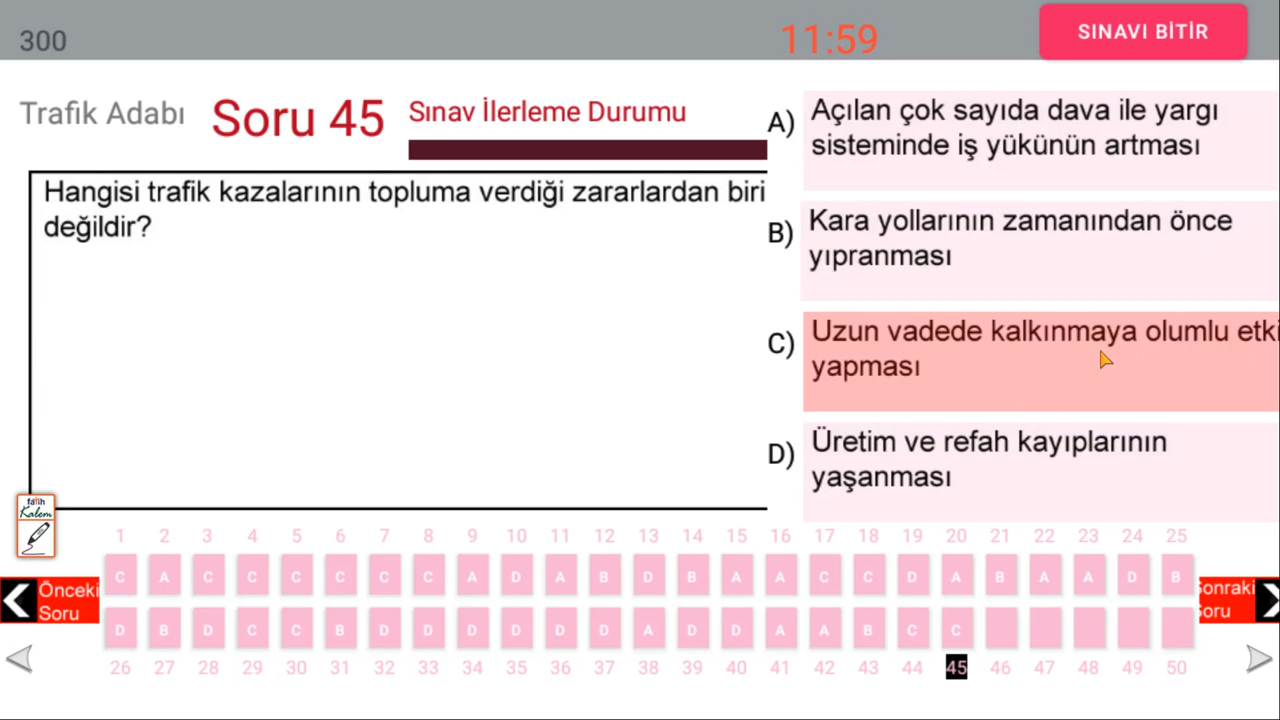 300
11:59
SINAVI BİTİR
Trafik Adabı
Soru 45
Sınav İlerleme Durumu
Hangisi trafik kazalarının topluma verdiği zararlardan biri
değildir?
A)
Açılan çok sayıda dava ile yargı
sisteminde iş yükünün artması
B)
Kara yollarının zamanından önce
yıpranması
C)
Uzun vadede kalkınmaya olumlu etki
yapması
D)
Üretim ve refah kayıplarının
yaşanması
fatih
Kalem
1 2 3 4 5 6 7 8 9 10 11 12 13 14 15 16 17 18 19 20 21 22 23 24 25
C A C C C C C C A D A B D B A A C C D A B A A D B
Önceki
Soru
Sonraki
Soru
D B D C C B D D D D D D A D D A A B C C
26 27 28 29 30 31 32 33 34 35 36 37 38 39 40 41 42 43 44 45 46 47 48 49 50